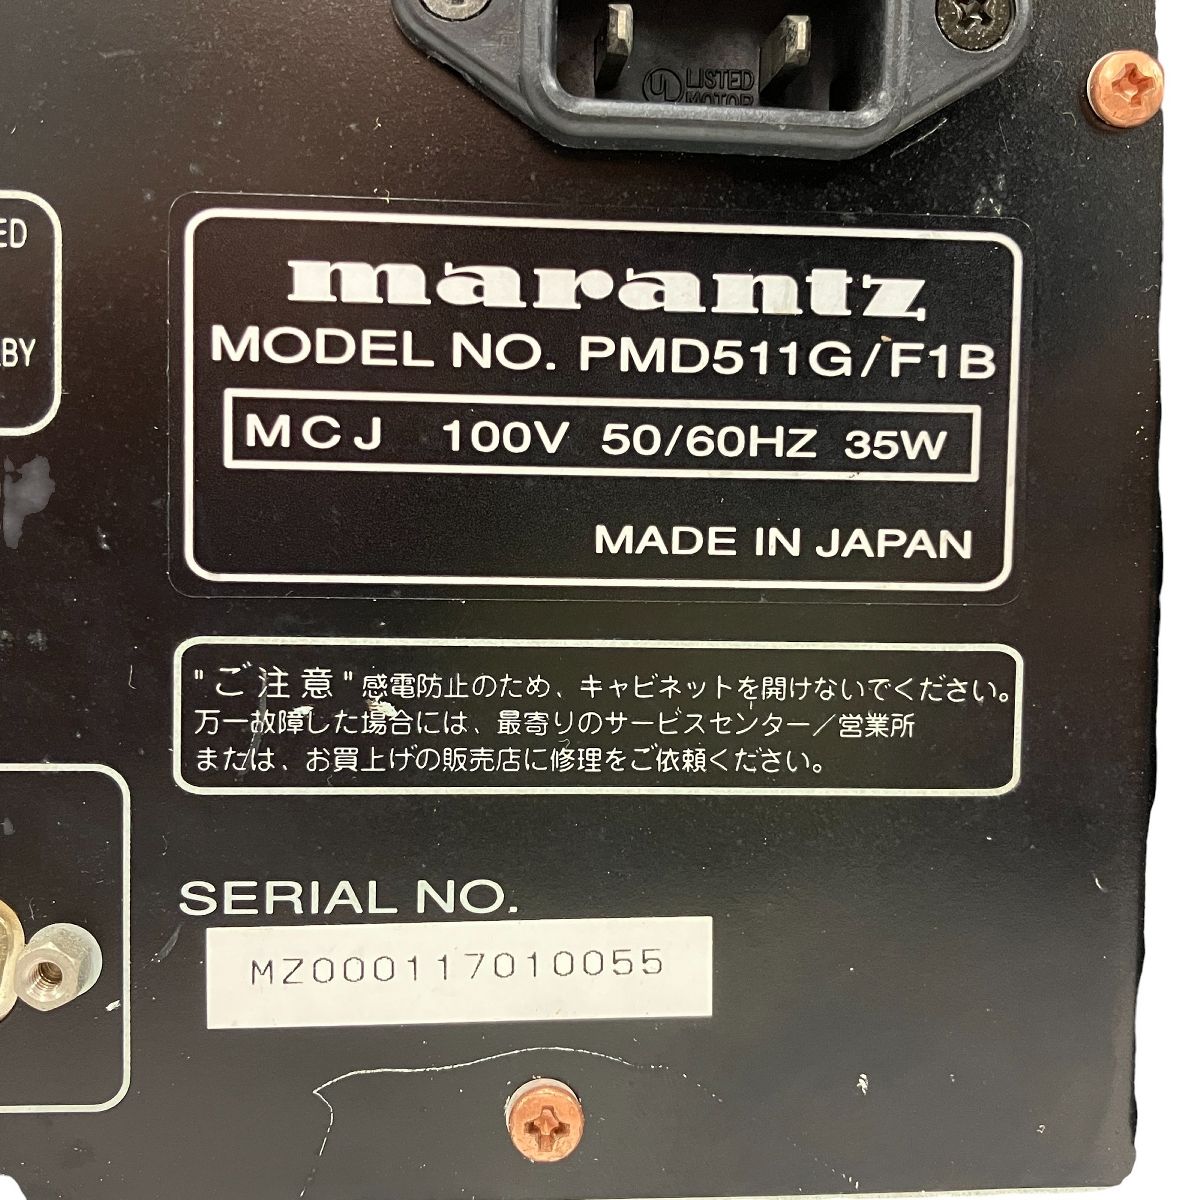 UL LISTED
MOTOR
ED
BY
marantz
MODEL NO. PMD511G/F1B
MCJ 100V 50/60HZ 35W
MADE IN JAPAN
"ご注意"感電防止のため、キャビネットを開けないでください。
万一故障した場合には、最寄りのサービスセンター／営業所
または、お買上げの販売店に修理をご依頼ください。
SERIAL NO.
MZ000117010055